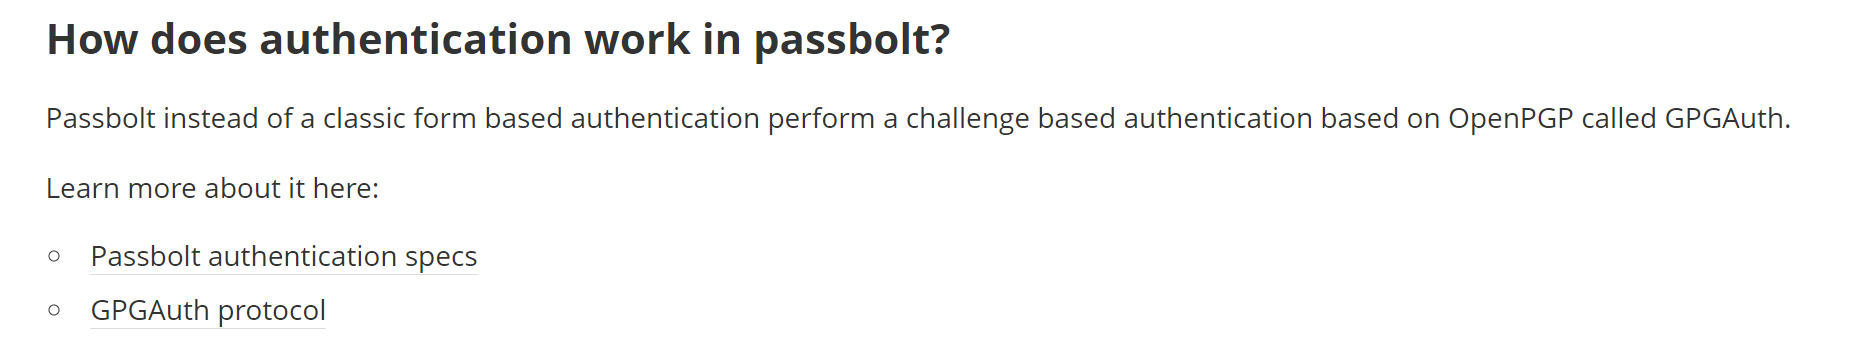 How does authentication work in passbolt?
Passbolt instead of a classic form based authentication perform a challenge based authentication based on OpenPGP called GPGAuth.
Learn more about it here:
Passbolt authentication specs
GPGAuth protocol